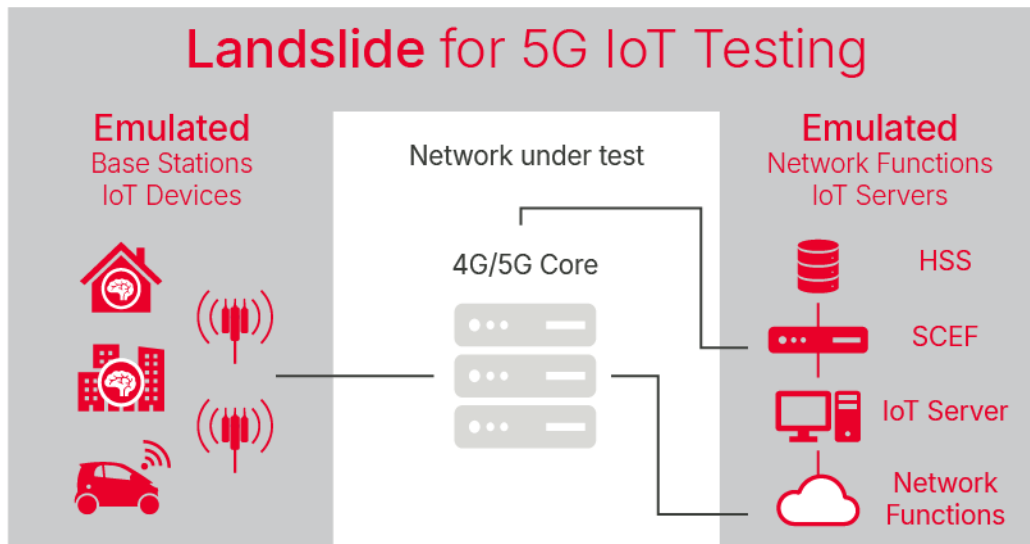 Landslide for 5G IoT Testing
Emulated
Base Stations
IoT Devices
Network under test
4G/5G Core
Emulated
Network Functions
IoT Servers
HSS
SCEF
IoT Server
Network
Functions